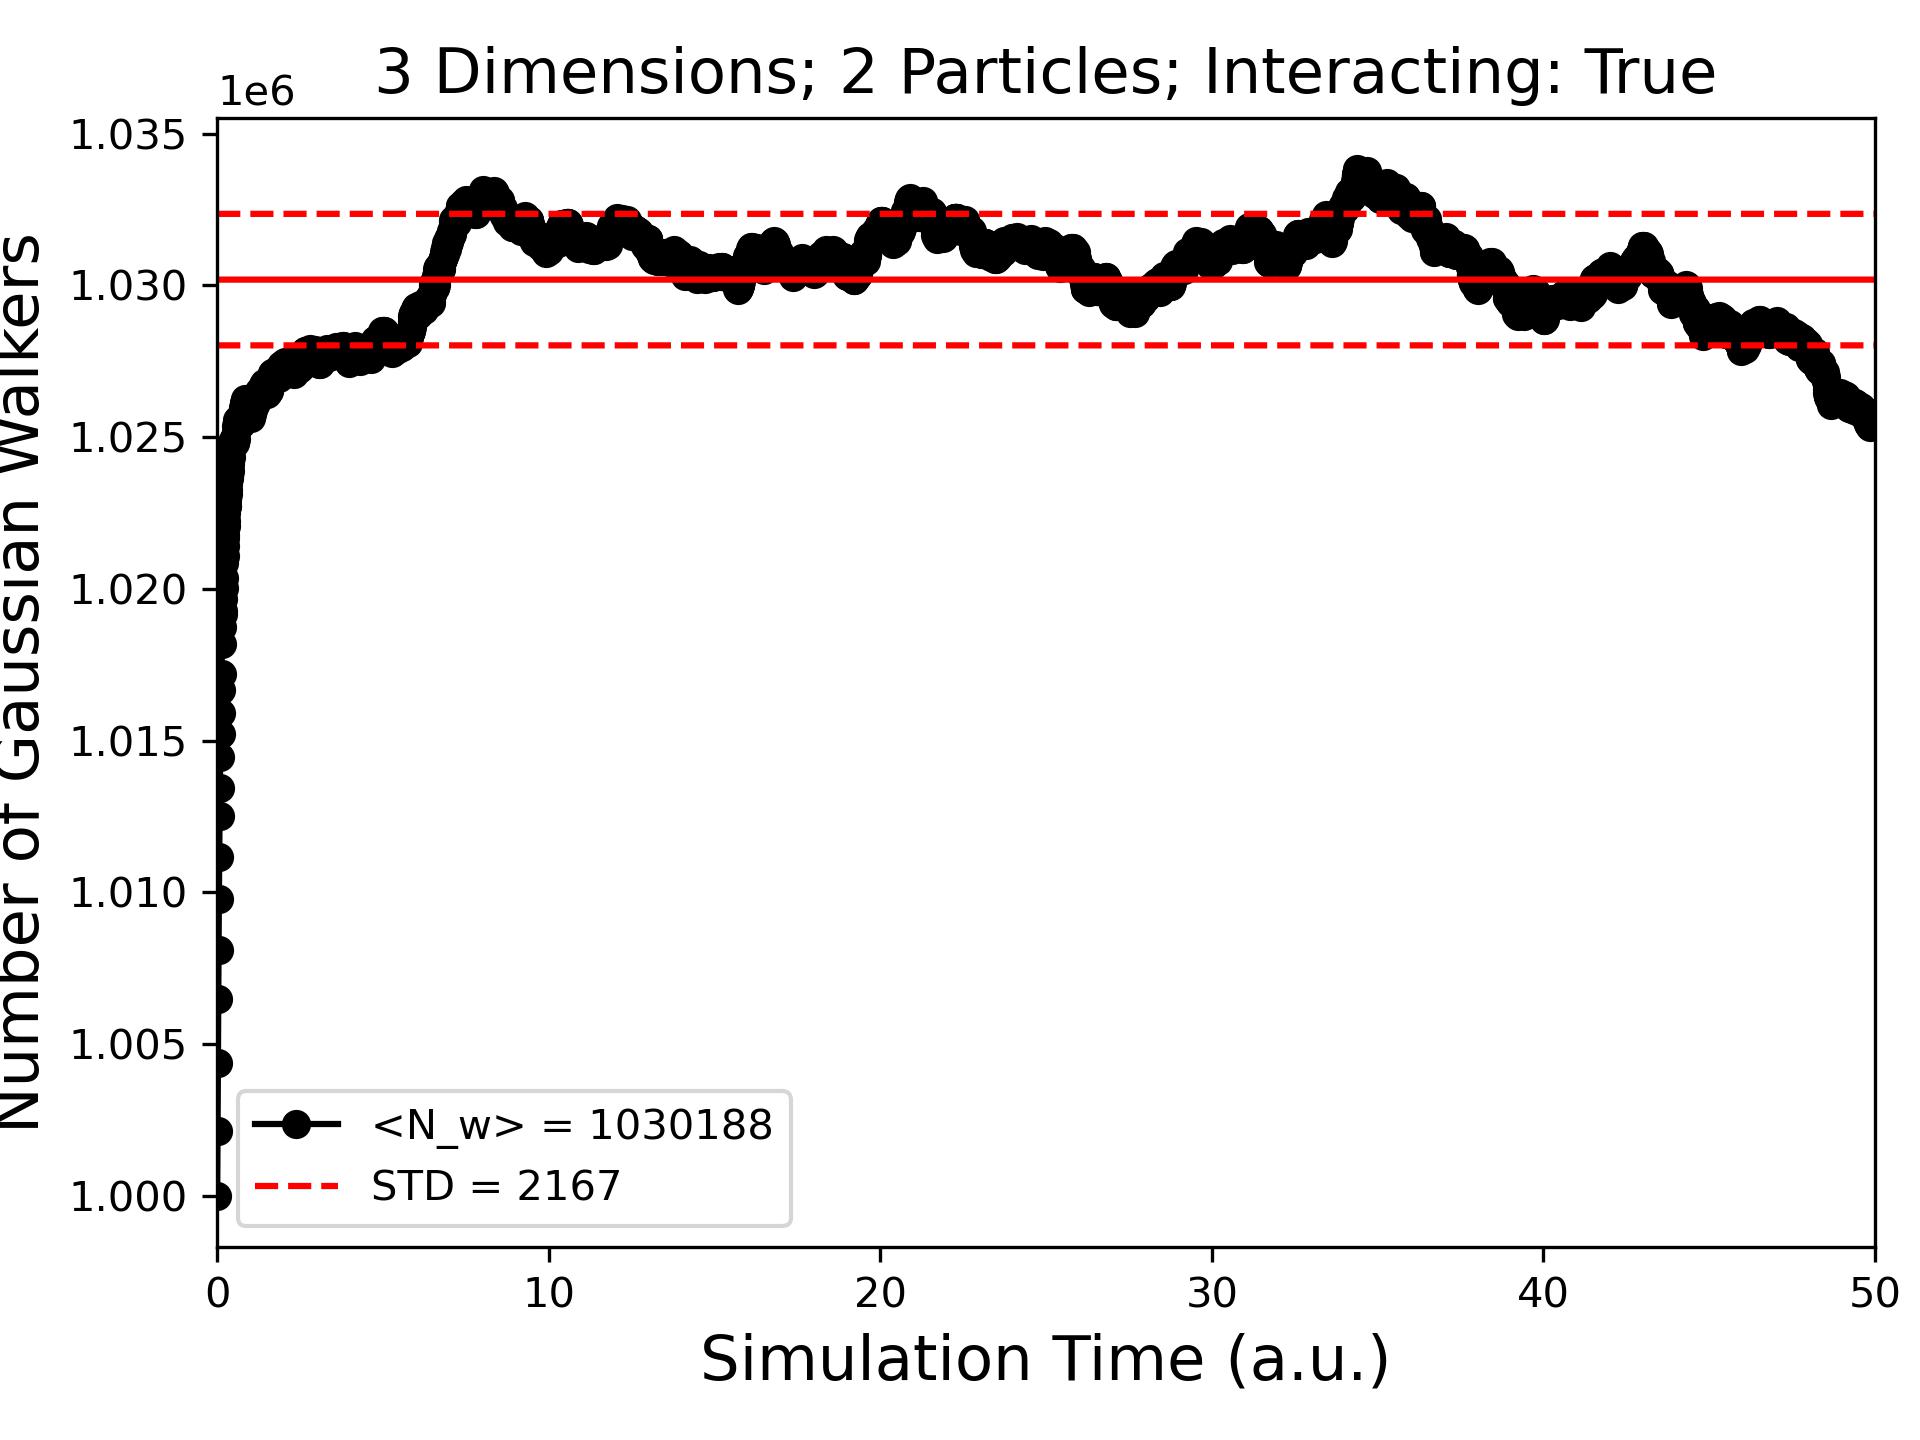 3 Dimensions; 2 Particles; Interacting: True
1e6
1.035
1.030
1.025
1.020
1.015
1.010
1.005
1.000
Number of Gaussian Walkers
<N_w> = 1030188
STD = 2167
0 10 20 30 40 50
Simulation Time (a.u.)